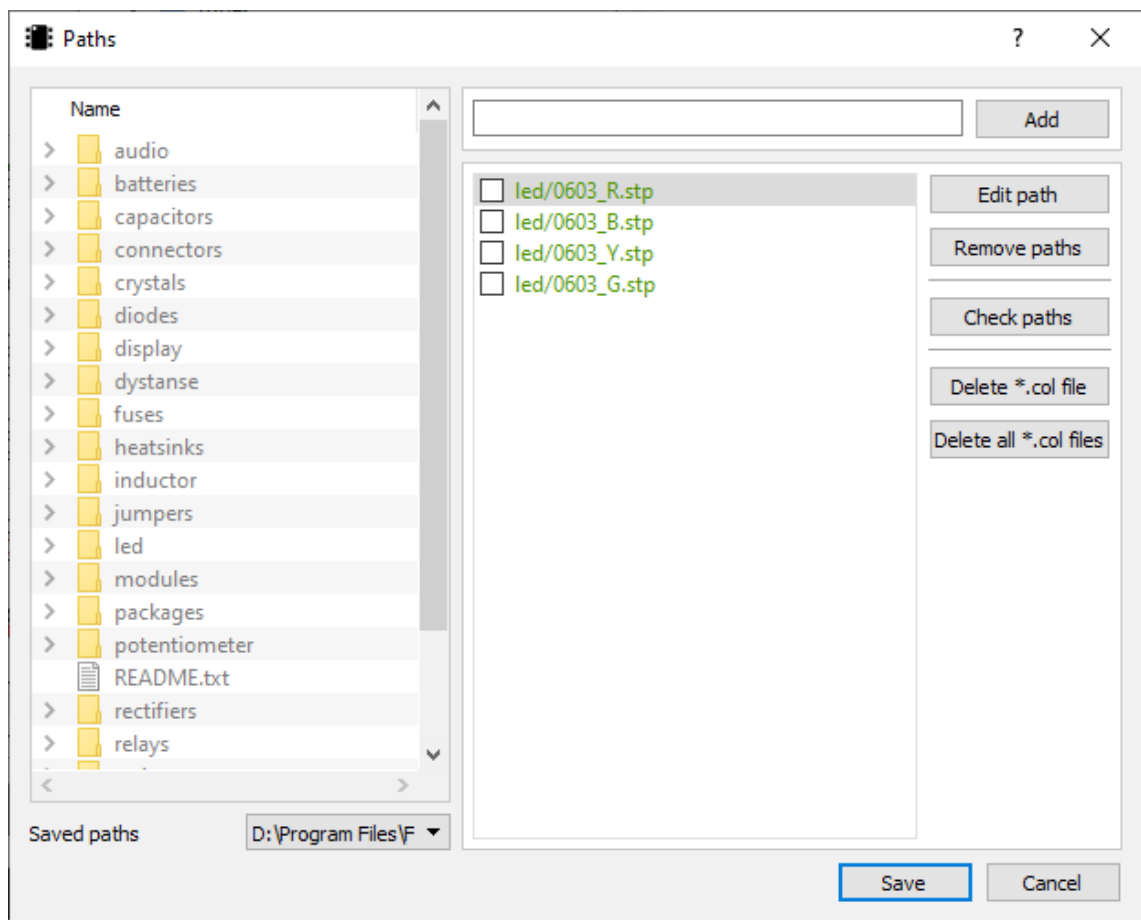 Paths
Name
audio
batteries
capacitors
connectors
crystals
diodes
display
dystanse
fuses
heatsinks
inductor
jumpers
led
modules
packages
potentiometer
README.txt
rectifiers
relays
Saved paths
D:\Program Files\F
Add
led/0603_R.stp
led/0603_B.stp
led/0603_Y.stp
led/0603_G.stp
Edit path
Remove paths
Check paths
Delete *.col file
Delete all *.col files
Save
Cancel